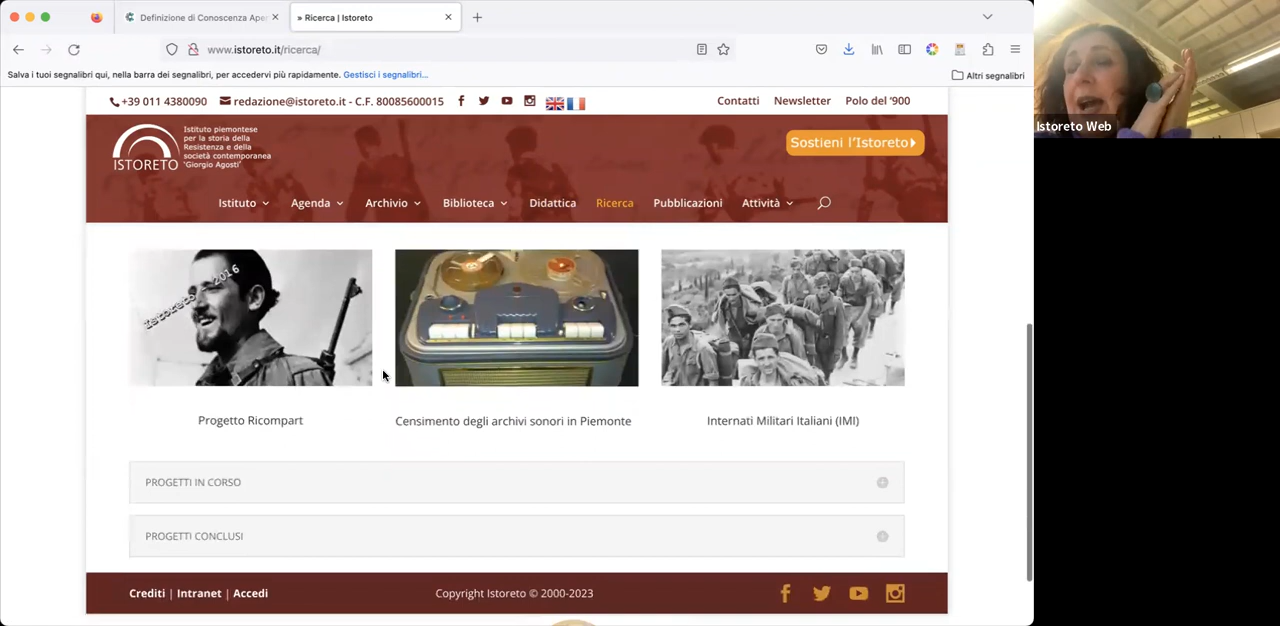 Definizione di Conoscenza Aper
» Ricerca | Istoreto
www.istoreto.it/ricerca/
Salva i tuoi segnalibri qui, nella barra dei segnalibri, per accedervi più rapidamente. Gestisci i segnalibri...
Altri segnalibri
+39 011 4380090
redazione@istoreto.it - C.F. 80085600015
Contatti
Newsletter
Polo del '900
ISTORETO
Istituto piemontese
per la storia della
Resistenza e della
società contemporanea
'Giorgio Agosti'
Sostieni l'Istoreto
Istituto
Agenda
Archivio
Biblioteca
Didattica
Ricerca
Pubblicazioni
Attività
Istoreto - 2016
Progetto Ricompart
Censimento degli archivi sonori in Piemonte
Internati Militari Italiani (IMI)
PROGETTI IN CORSO
PROGETTI CONCLUSI
Crediti | Intranet | Accedi
Copyright Istoreto © 2000-2023
Istoreto Web